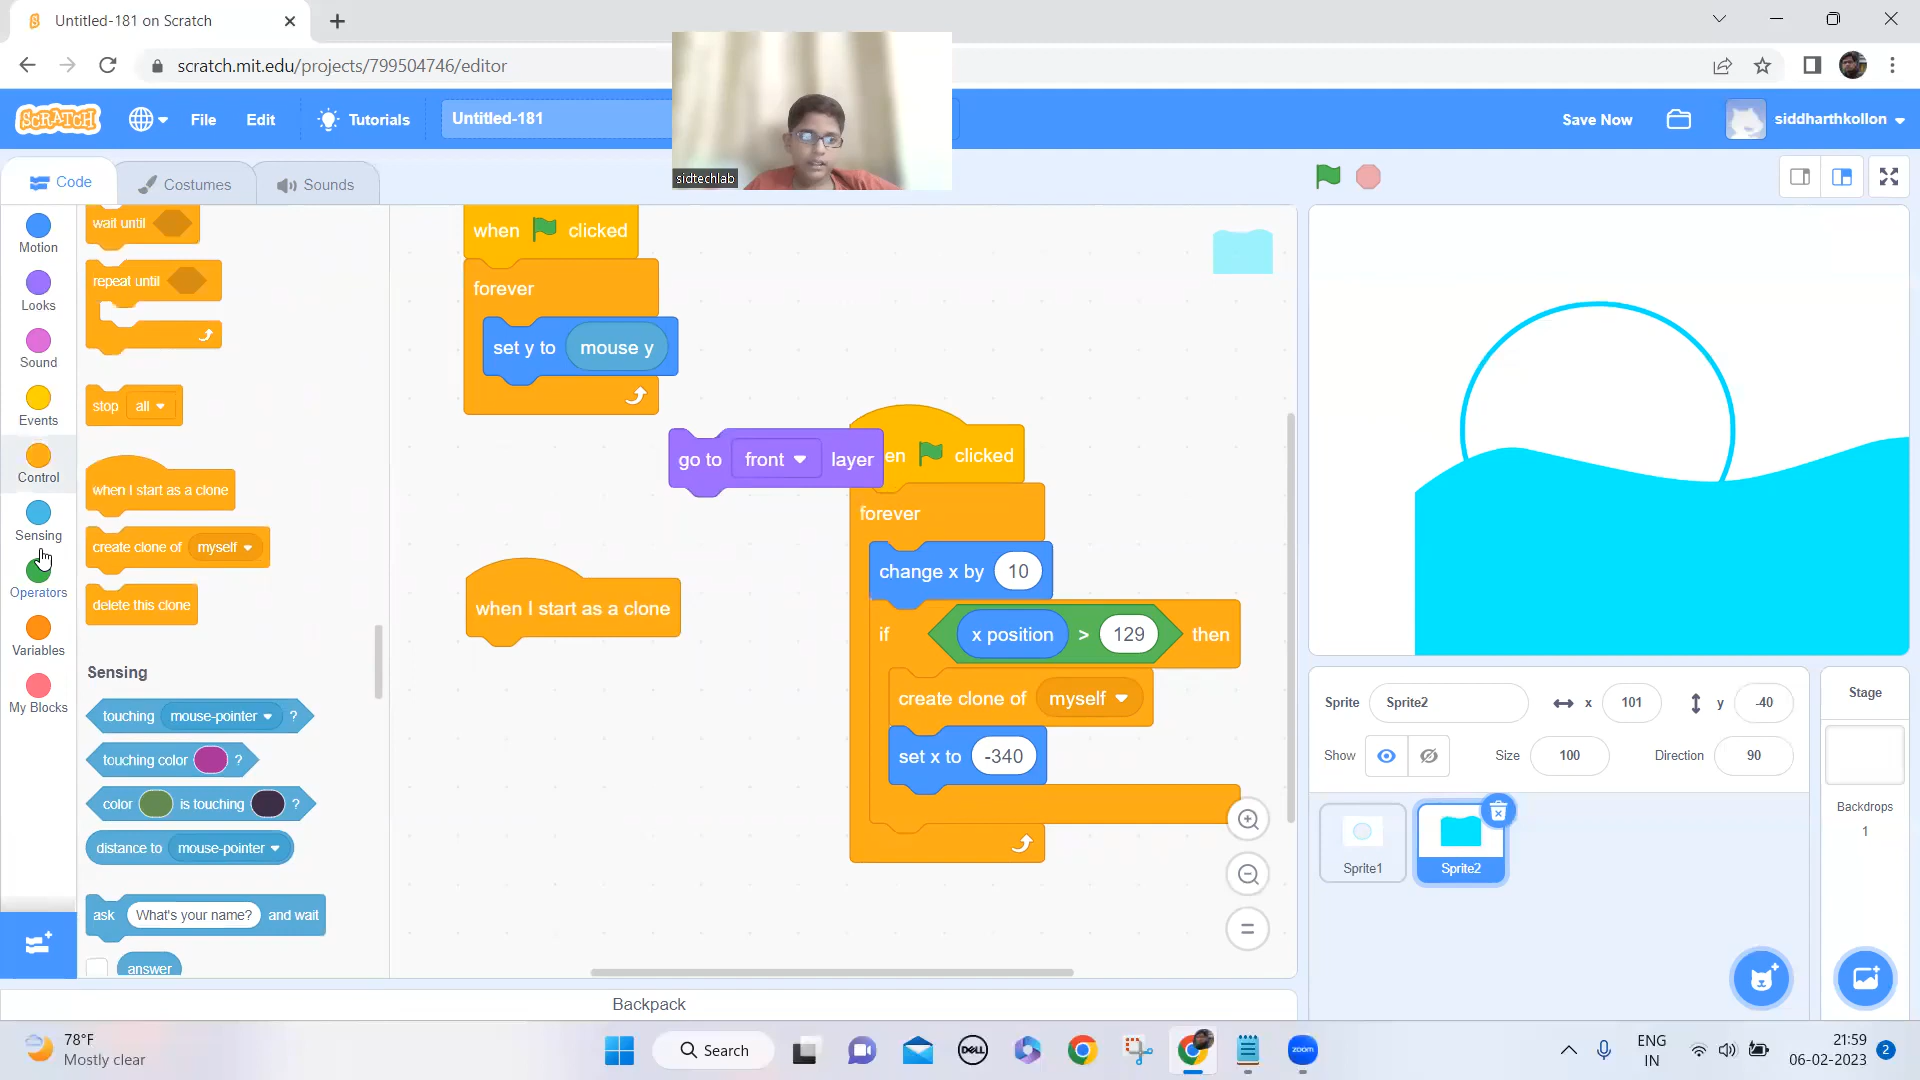 Untitled-181 on Scratch
scratch.mit.edu/projects/799504746/editor
SCRATCH
File
Edit
Tutorials
Untitled-181
Save Now
siddharthkollon
sidtechlab
Code
Costumes
Sounds
Motion
Looks
Sound
Events
Control
Sensing
Operators
Variables
My Blocks
wait until
repeat until
stop all
when I start as a clone
create clone of myself
delete this clone
Sensing
touching mouse-pointer ?
touching color ?
color is touching ?
distance to mouse-pointer
ask What's your name? and wait
answer
when clicked
forever
set y to mouse y
go to front layer
en clicked
forever
change x by 10
if x position > 129 then
create clone of myself
set x to -340
when I start as a clone
Sprite Sprite2 x 101 y -40
Show Size 100 Direction 90
Sprite1
Sprite2
Stage
Backdrops
1
Backpack
78°F
Mostly clear
Search
DELL
zoom
ENG
IN
21:59
06-02-2023
2